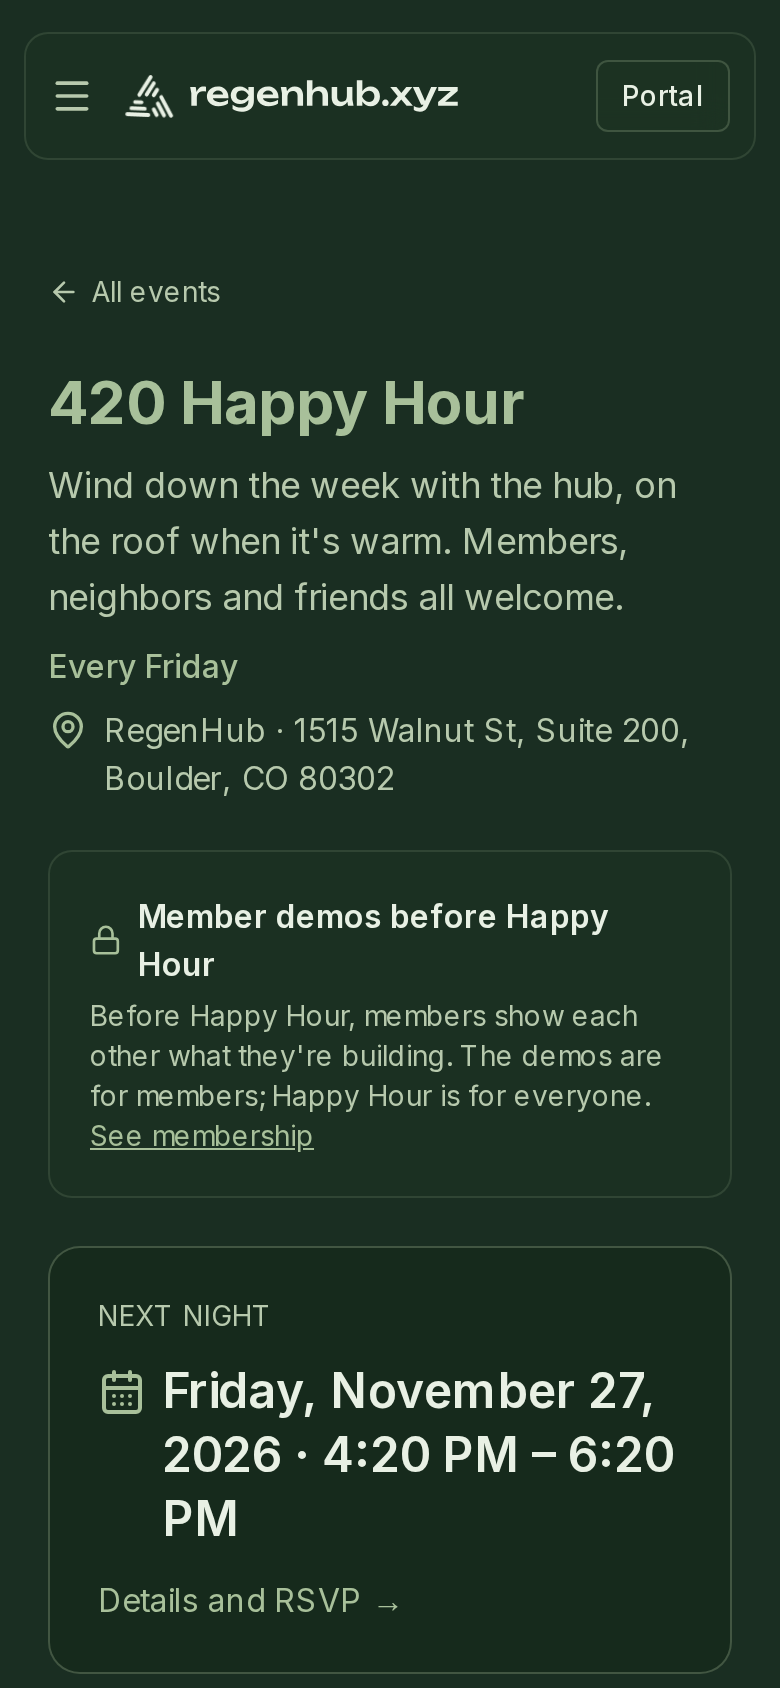 regenhub.xyz
Portal
All events
420 Happy Hour
Wind down the week with the hub, on
the roof when it's warm. Members,
neighbors and friends all welcome.
Every Friday
RegenHub · 1515 Walnut St, Suite 200,
Boulder, CO 80302
Member demos before Happy
Hour
Before Happy Hour, members show each
other what they're building. The demos are
for members; Happy Hour is for everyone.
See membership
NEXT NIGHT
Friday, November 27,
2026 · 4:20 PM – 6:20
PM
Details and RSVP →